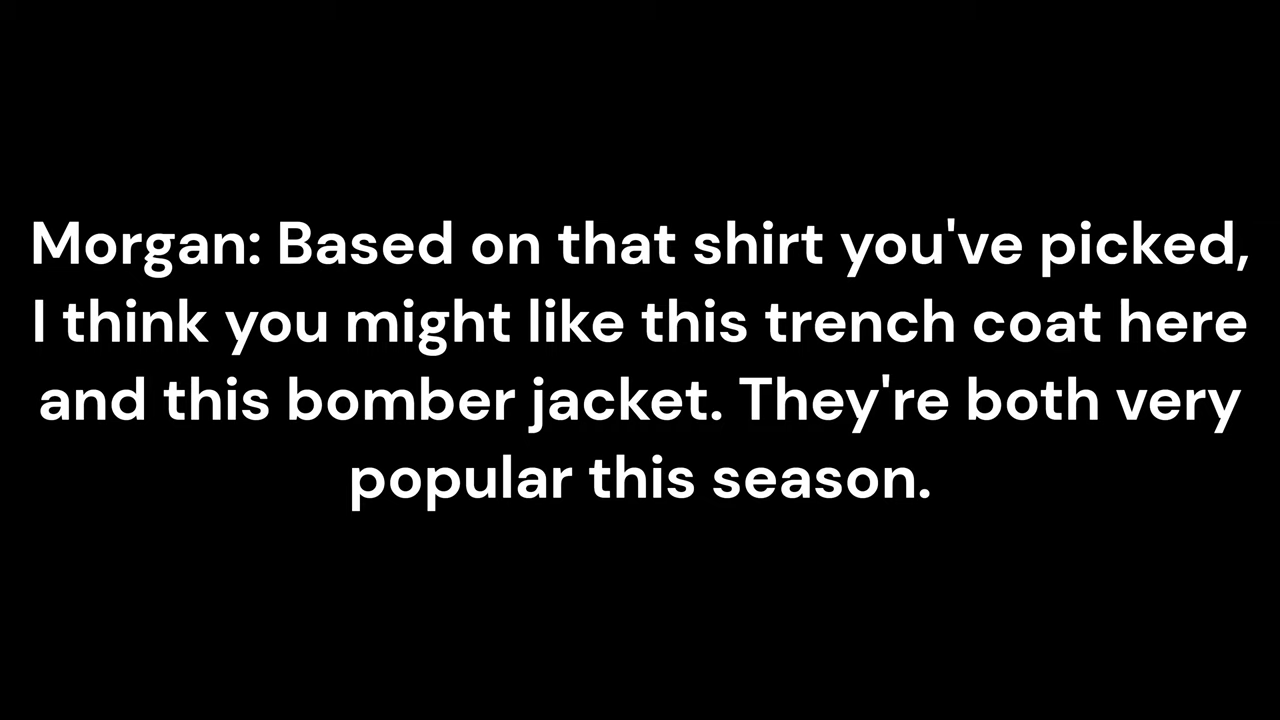 Morgan: Based on that shirt you've picked,
I think you might like this trench coat here
and this bomber jacket. They're both very
popular this season.